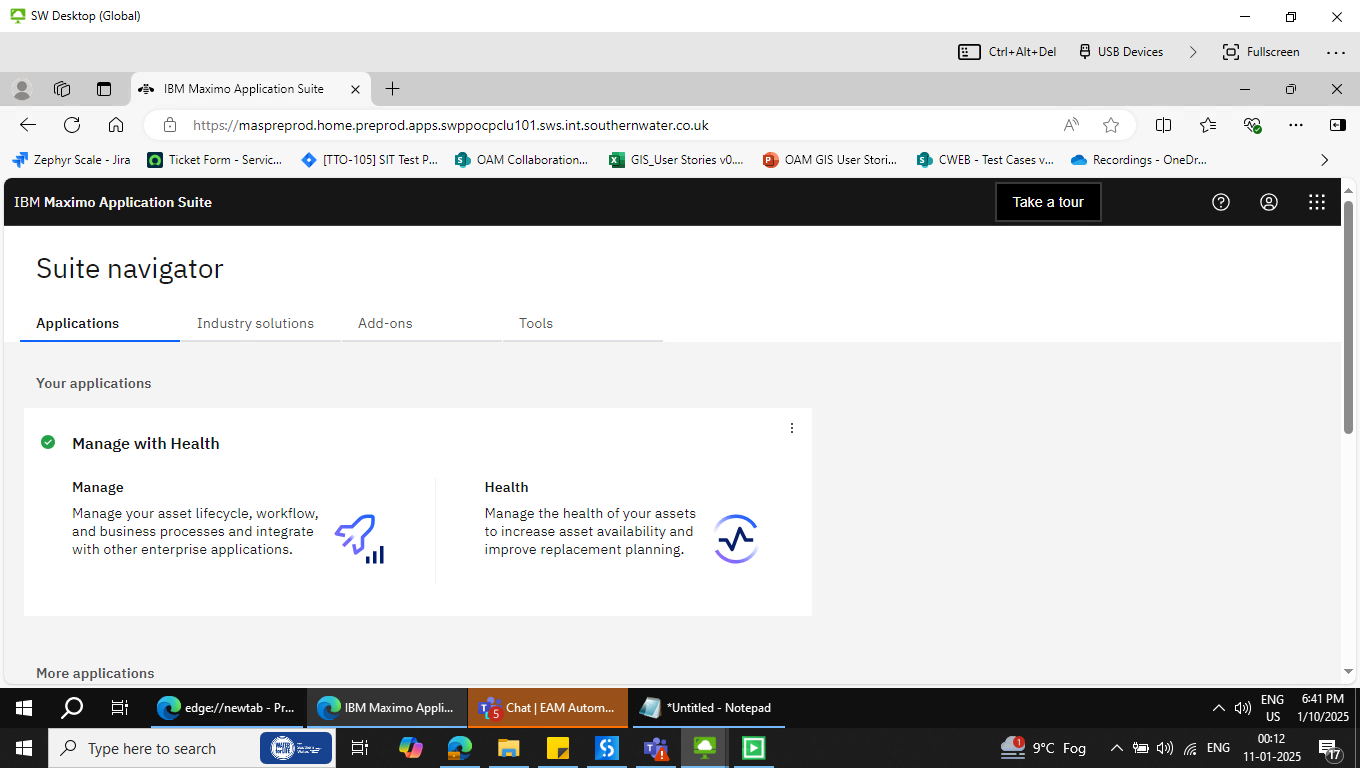 SW Desktop (Global)
Ctrl+Alt+Del USB Devices Fullscreen
IBM Maximo Application Suite
https://maspreprod.home.preprod.apps.swppocpclu101.sws.int.southernwater.co.uk
Zephyr Scale - Jira Ticket Form - Servic... [TTO-105] SIT Test P... OAM Collaboration... GIS_User Stories v0.... OAM GIS User Stori... CWEB - Test Cases v... Recordings - OneDr...
IBM Maximo Application Suite Take a tour
Suite navigator
Applications Industry solutions Add-ons Tools
Your applications
Manage with Health
Manage
Manage your asset lifecycle, workflow,
and business processes and integrate
with other enterprise applications.
Health
Manage the health of your assets
to increase asset availability and
improve replacement planning.
More applications
edge://newtab - Pr... IBM Maximo Appli... 5 Chat | EAM Autom... *Untitled - Notepad
ENG
US
6:41 PM
1/10/2025
Type here to search
1 9°C Fog ENG
00:12
11-01-2025
17